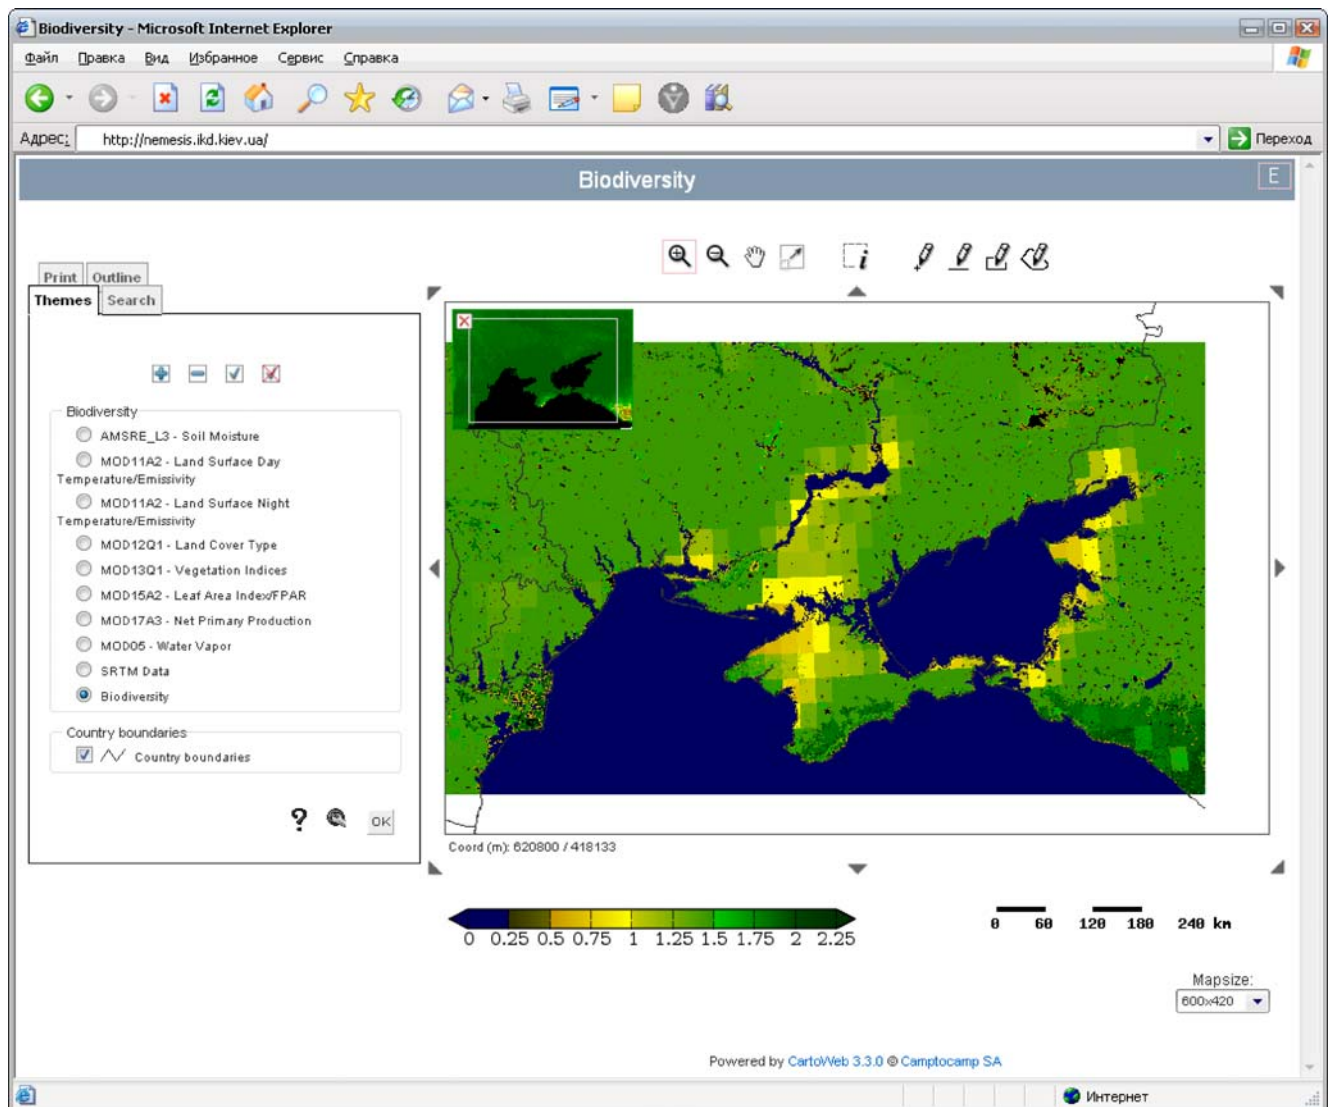 Biodiversity - Microsoft Internet Explorer
Файл Правка Вид Избранное Сервис Справка
Адрес: http://nemesis.ikd.kiev.ua/ Переход
Biodiversity E
Print Outline
Themes Search
Biodiversity
AMSRE_L3 - Soil Moisture
MOD11A2 - Land Surface Day
Temperature/Emissivity
MOD11A2 - Land Surface Night
Temperature/Emissivity
MOD12Q1 - Land Cover Type
MOD13Q1 - Vegetation Indices
MOD15A2 - Leaf Area Index/FPAR
MOD17A3 - Net Primary Production
MOD05 - Water Vapor
SRTM Data
Biodiversity
Country boundaries
Country boundaries
? OK
Coord (m): 620800 / 418133
0 0.25 0.5 0.75 1 1.25 1.5 1.75 2 2.25
0 60 120 180 240 km
Mapsize:
600x420
Powered by CartoWeb 3.3.0 © Camptocamp SA
Интернет